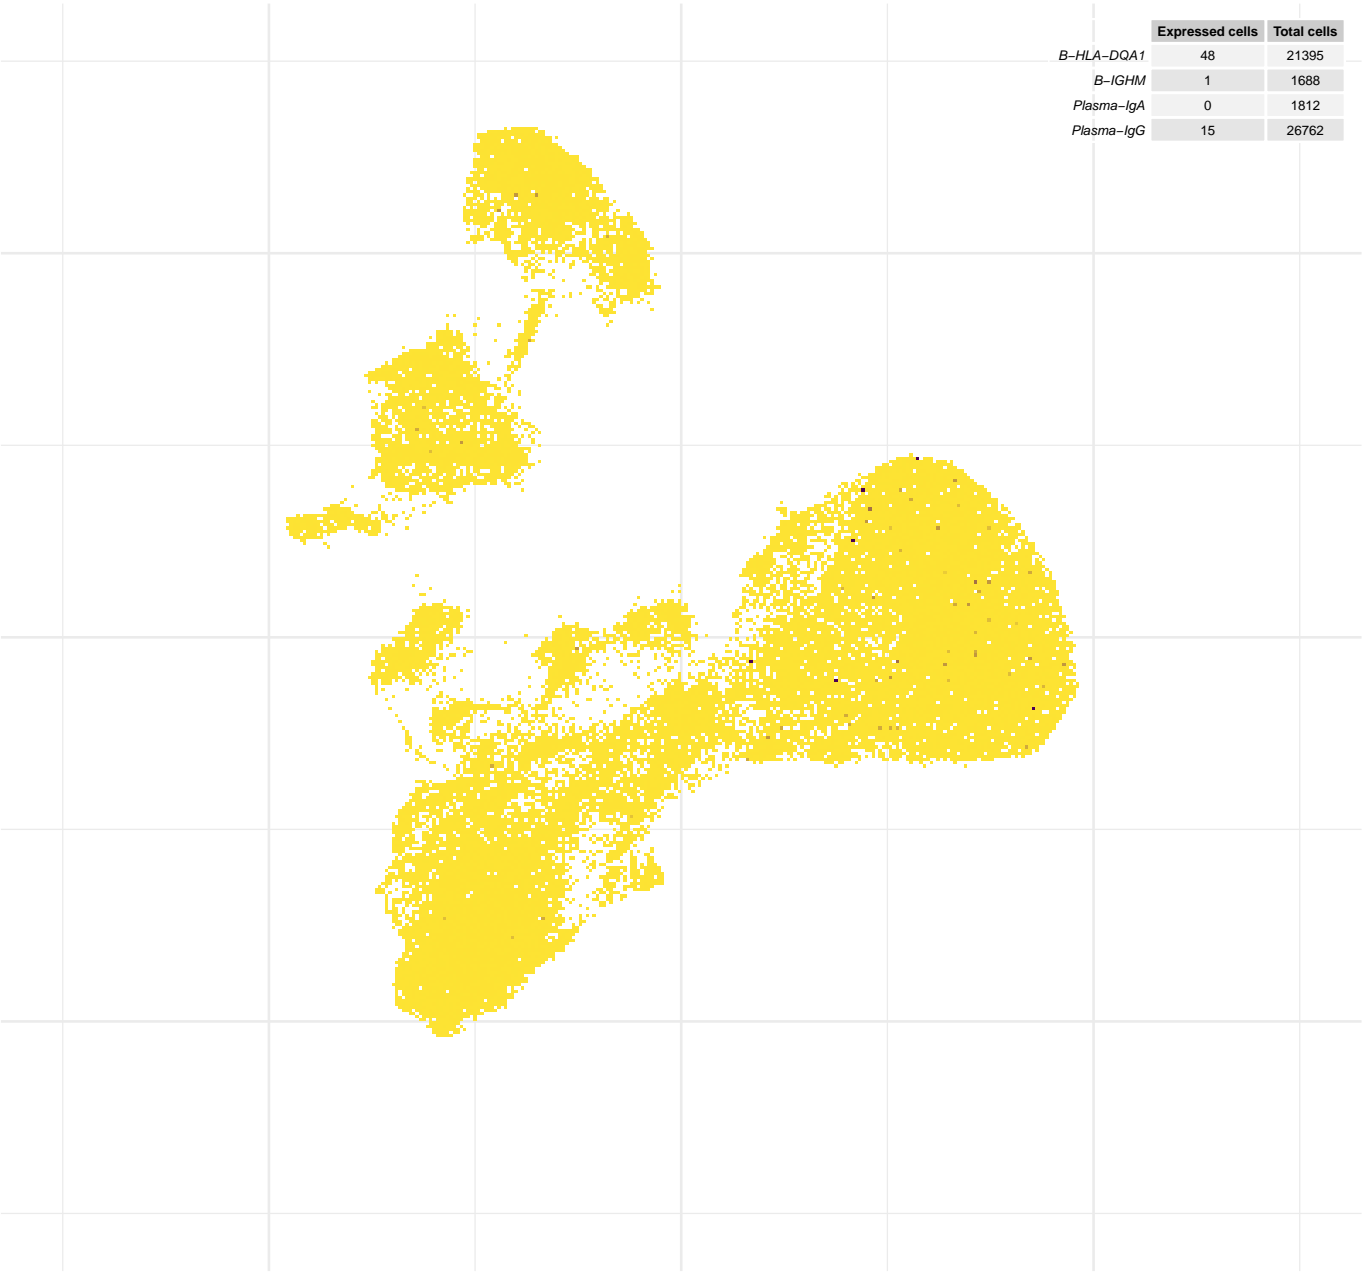 Expressed cells Total cells
B−HLA−DQA1 48 21395
B−IGHM 1 1688
Plasma−IgA 0 1812
Plasma−IgG 15 26762